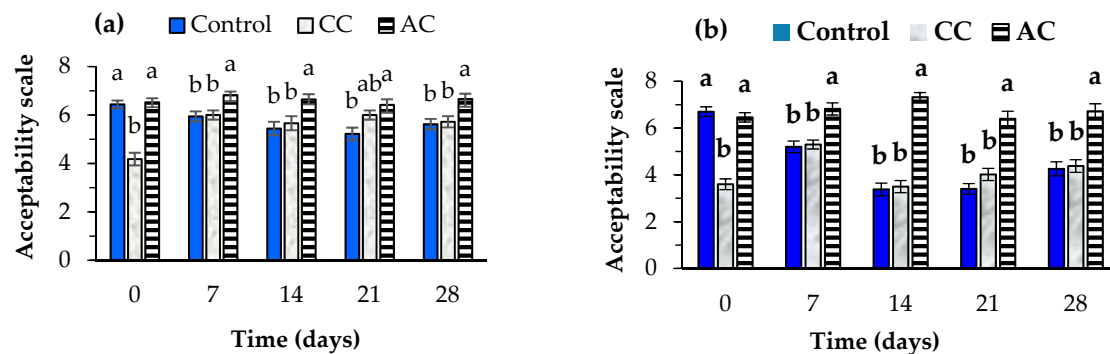 (a) Control CC AC
Acceptability scale
8
6
4
2
0
a b a
b b a
b b a
b ab a
b b a
0 7 14 21 28
Time (days)
(b) Control CC AC
Acceptability scale
8
6
4
2
0
a b a
b b a
b b a
b b a
b b a
0 7 14 21 28
Time (days)